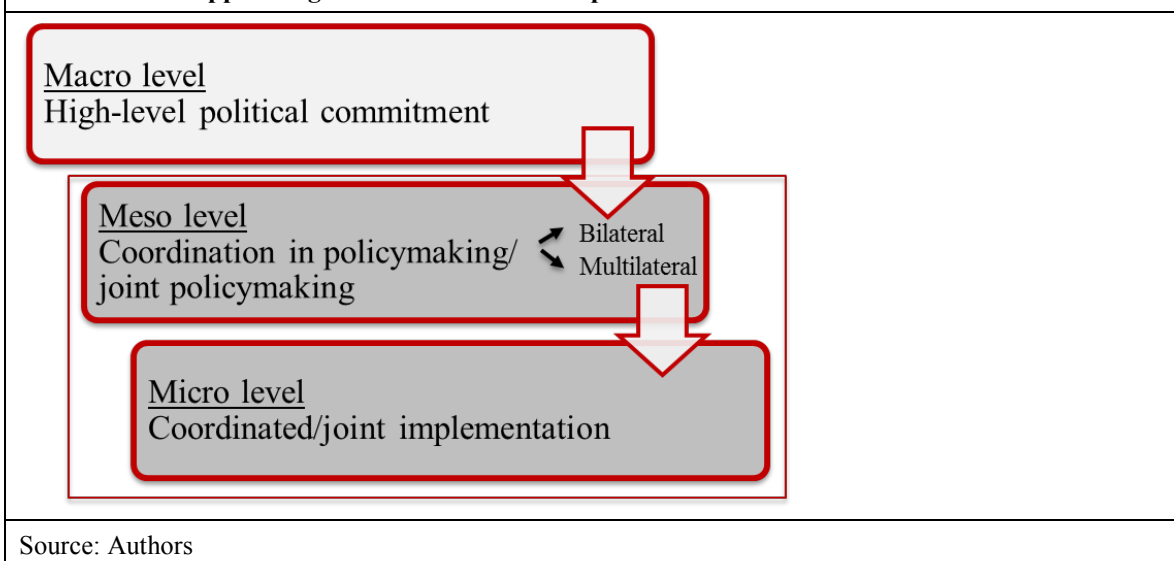 Macro level
High-level political commitment
Meso level
Coordination in policymaking/
joint policymaking
Bilateral
Multilateral
Micro level
Coordinated/joint implementation
Source: Authors